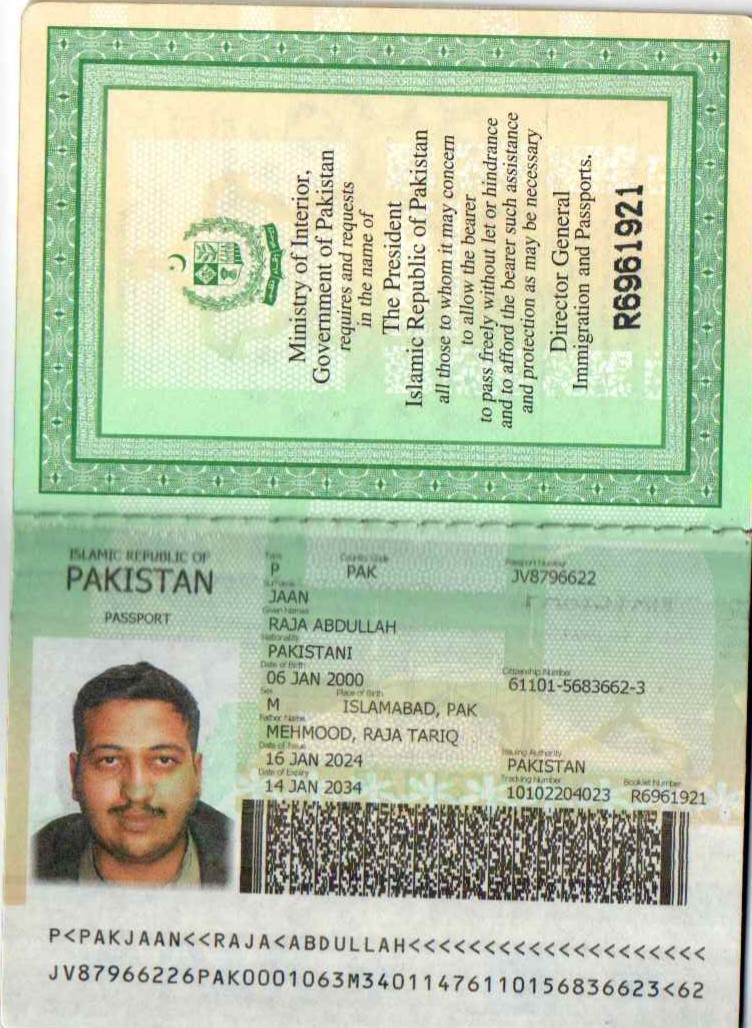 Ministry of Interior,
Government of Pakistan
requires and requests
in the name of
The President
Islamic Republic of Pakistan
all those to whom it may concern
to allow the bearer
to pass freely without let or hindrance
and to afford the bearer such assistance
and protection as may be necessary
Director General
Immigration and Passports.
R6961921
ISLAMIC REPUBLIC OF
PAKISTAN
PASSPORT
Type Country Code Passport Number
P PAK JV8796622
Surname
JAAN
Given Names
RAJA ABDULLAH
Nationality
PAKISTANI
Date of Birth Citizenship Number
06 JAN 2000 61101-5683662-3
Sex Place of Birth
M ISLAMABAD, PAK
Father Name
MEHMOOD, RAJA TARIQ
Date of Issue Issuing Authority
16 JAN 2024 PAKISTAN
Date of Expiry Tracking Number Booklet Number
14 JAN 2034 10102204023 R6961921
P<PAKJAAN<<RAJA<ABDULLAH<<<<<<<<<<<<<<<<<<<<
JV87966226PAK0001063M34011476110156836623<62